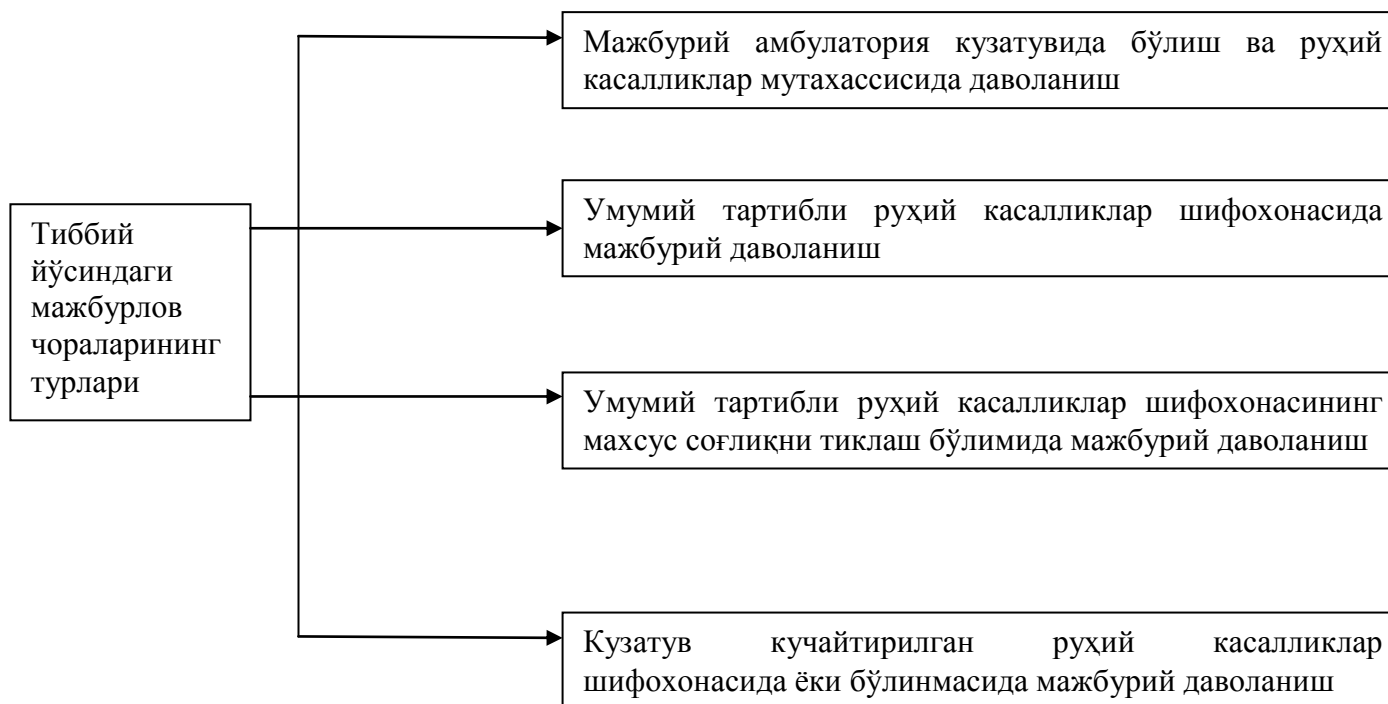 Мажбурий амбулатория кузатувида бўлиш ва руҳий
касалликлар мутахассисида даволаниш
Умумий тартибли руҳий касалликлар шифохонасида
мажбурий даволаниш
Тиббий
йўсиндаги
мажбурлов
чораларининг
турлари
Умумий тартибли руҳий касалликлар шифохонасининг
махсус соғлиқни тиклаш бўлимида мажбурий даволаниш
Кузатув кучайтирилган руҳий касалликлар
шифохонасида ёки бўлинмасида мажбурий даволаниш